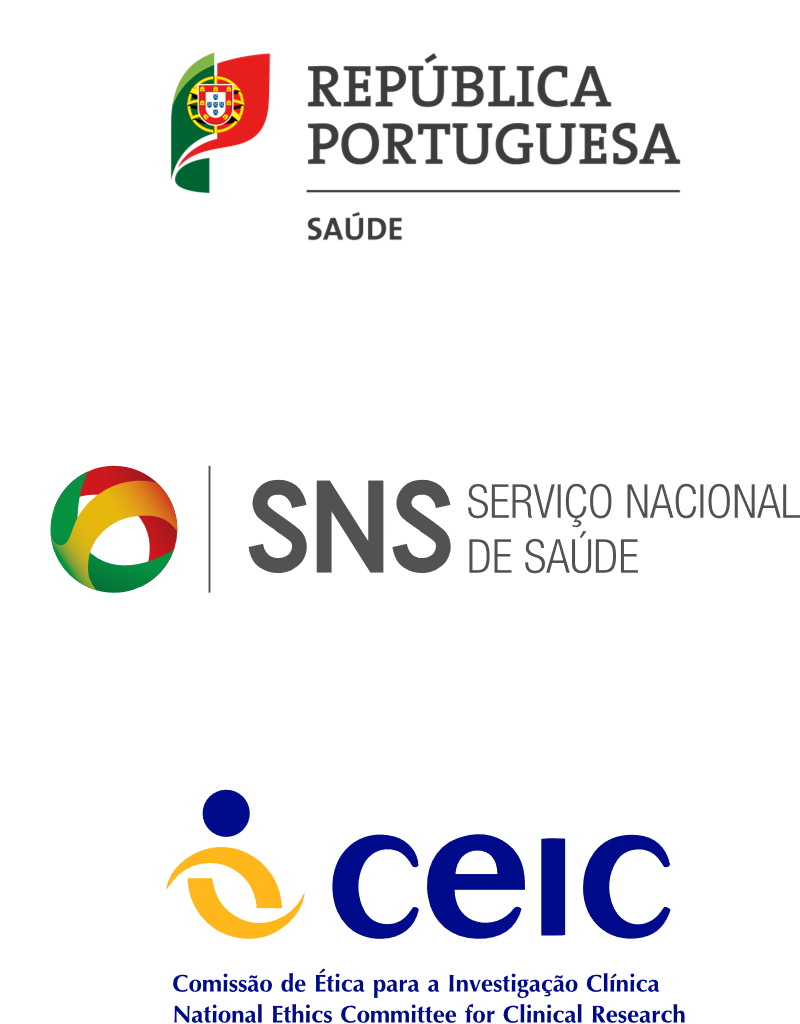 REPÚBLICA
PORTUGUESA
SAÚDE
SNS SERVIÇO NACIONAL
DE SAÚDE
ceic
Comissão de Ética para a Investigação Clínica
National Ethics Committee for Clinical Research